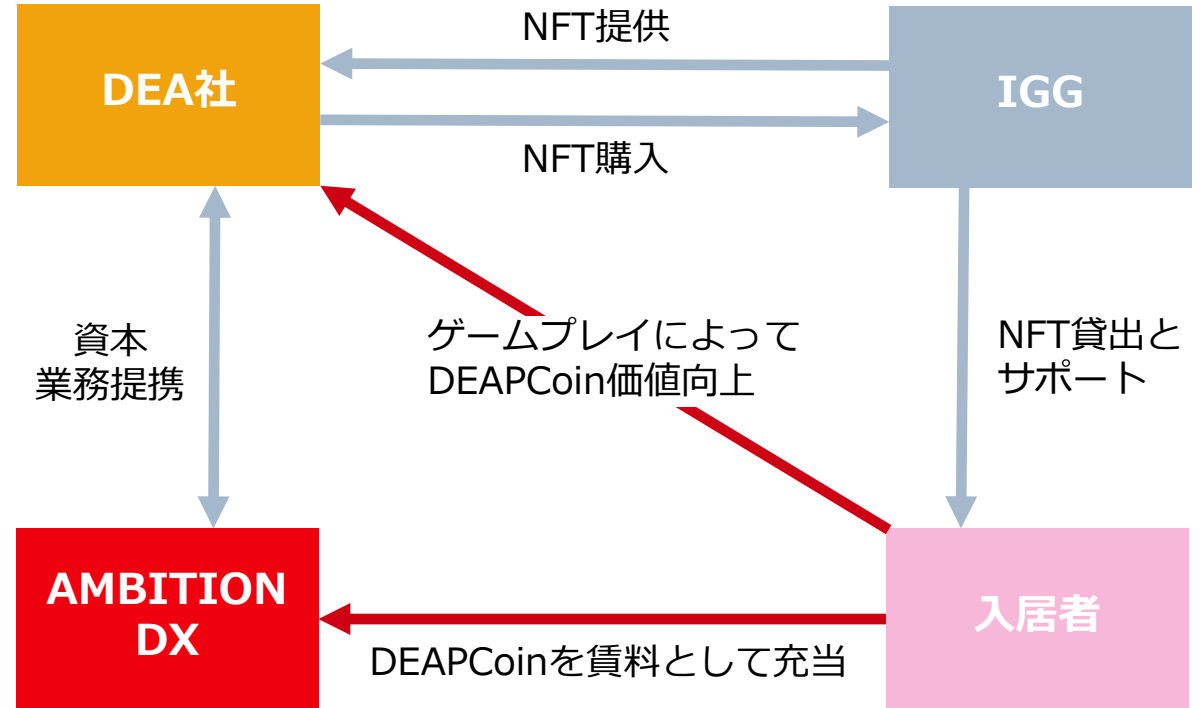 NFT提供
DEA社
IGG
NFT購入
資本
業務提携
ゲームプレイによって
DEAPCoin価値向上
NFT貸出と
サポート
AMBITION
DX
入居者
DEAPCoinを賃料として充当